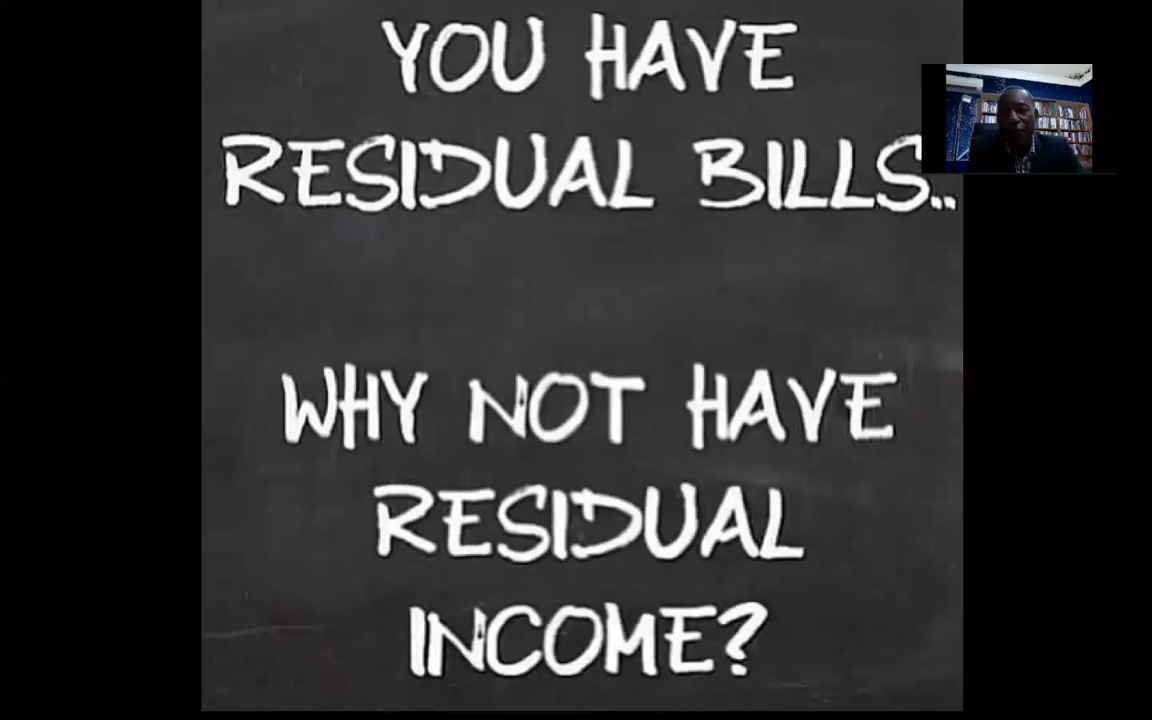 YOU HAVE
RESIDUAL BILLS..
WHY NOT HAVE
RESIDUAL
INCOME?